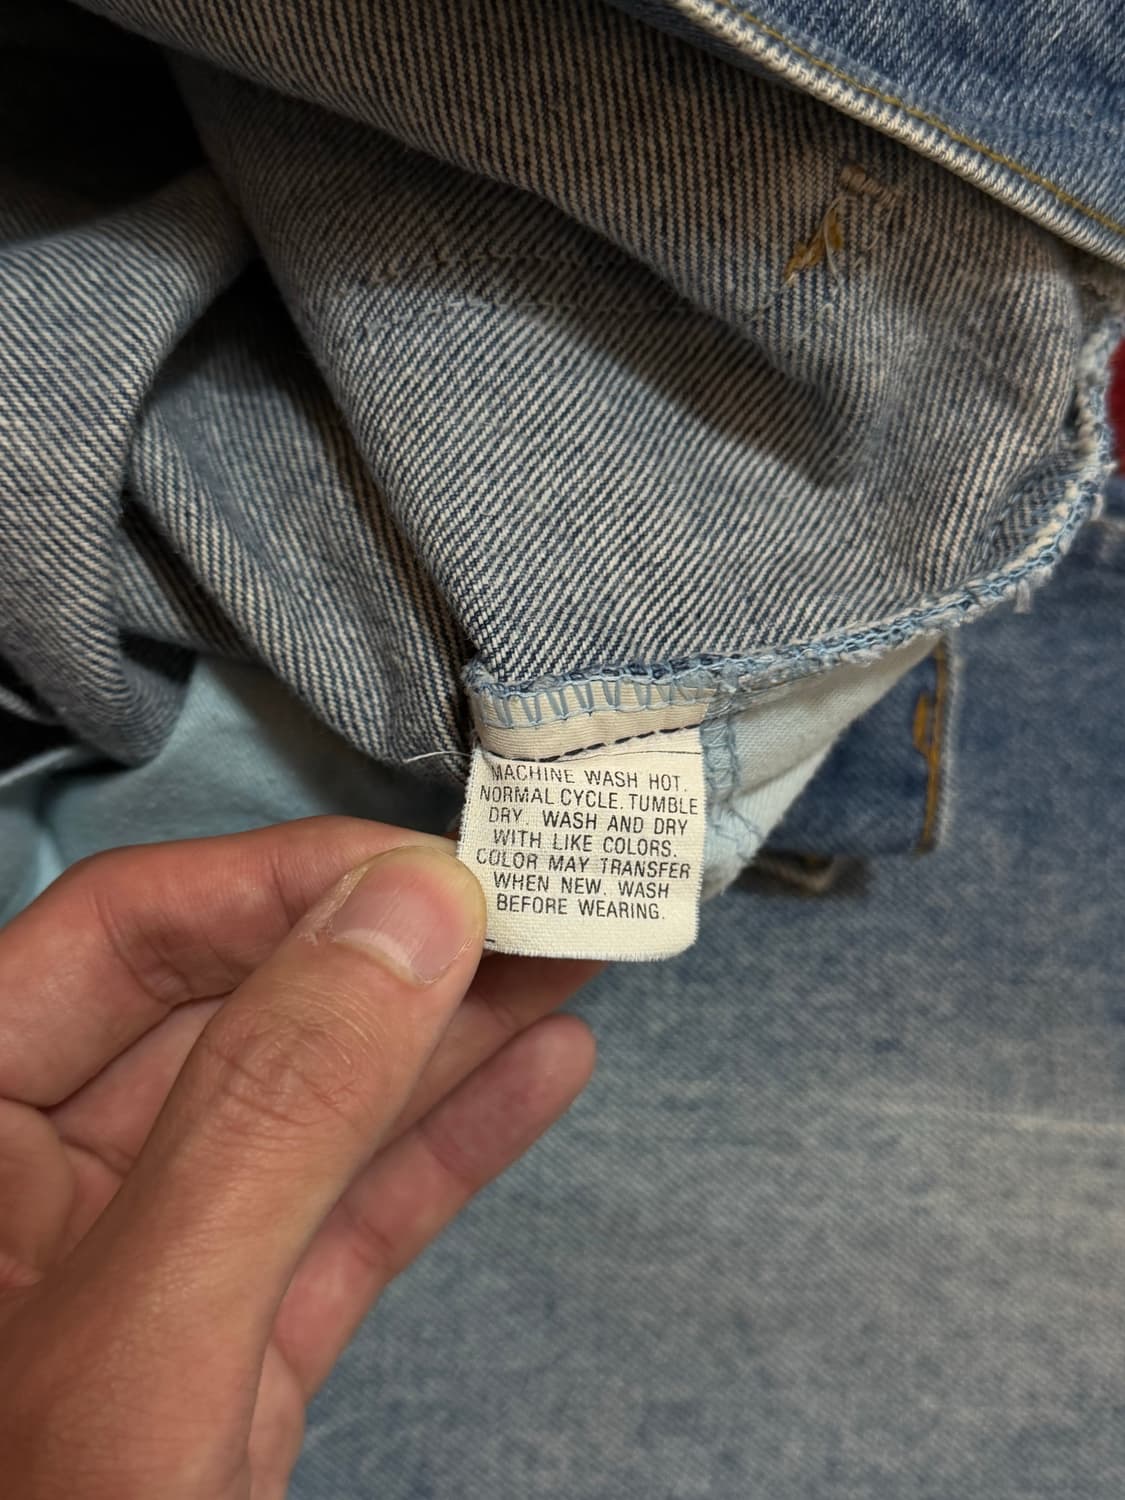 MACHINE WASH HOT.
NORMAL CYCLE. TUMBLE
DRY. WASH AND DRY
WITH LIKE COLORS.
COLOR MAY TRANSFER
WHEN NEW. WASH
BEFORE WEARING.